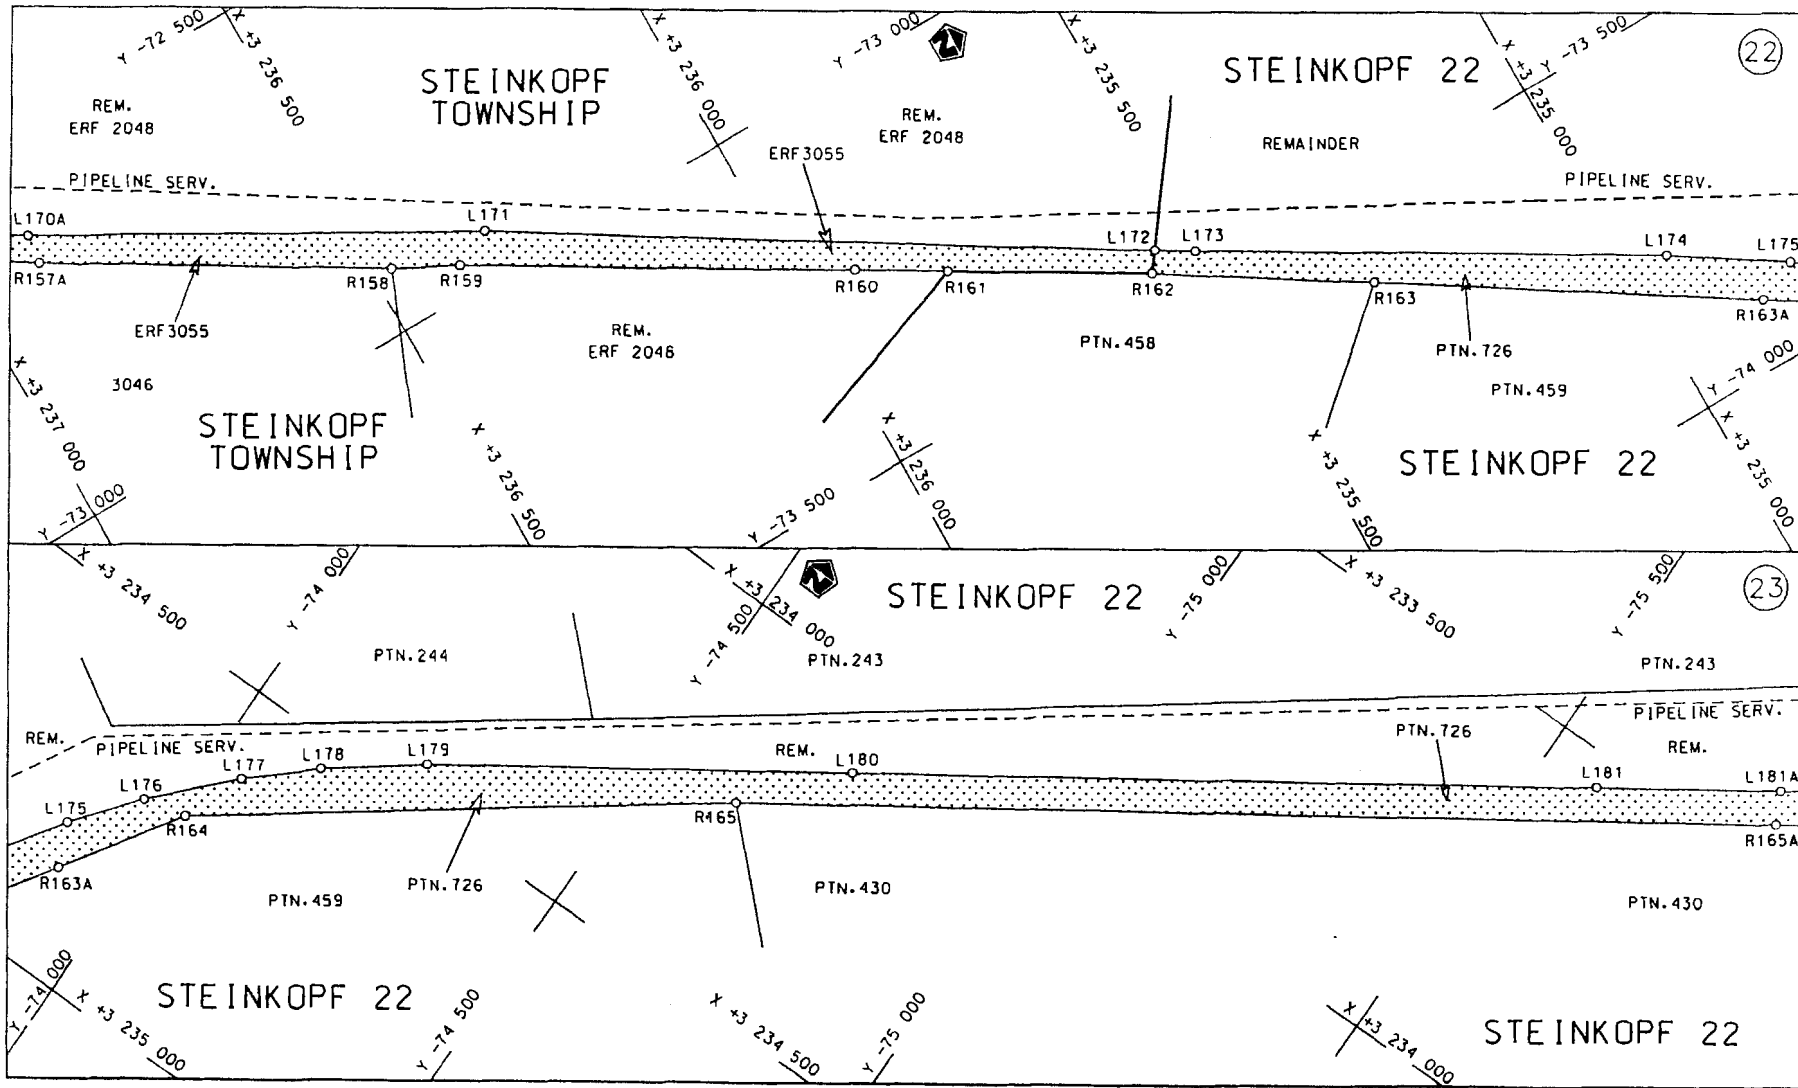 Y -72 500
X +3 236 500
STEINKOPF
TOWNSHIP
REM.
ERF 2048
X +3 236 000
Y -73 000
REM.
ERF 2048
X +3 235 500
STEINKOPF 22
REMAINDER
X +3 235 000
Y -73 500
22
ERF3055
PIPELINE SERV.
PIPELINE SERV.
L170A
L171
L172
L173
L174
L175
R157A
R158
R159
R160
R161
R162
R163
R163A
ERF3055
REM.
ERF 2048
PTN.458
PTN.726
PTN.459
3046
X +3 237 000
STEINKOPF
TOWNSHIP
Y -73 000
X +3 236 500
Y -73 500
X +3 236 000
X +3 235 500
STEINKOPF 22
Y -74 000
X +3 235 000
X +3 234 500
Y -74 000
X +3 234 000
Y -74 500
STEINKOPF 22
Y -75 000
X +3 233 500
Y -75 500
23
PTN.244
PTN.243
PTN.243
REM.
PIPELINE SERV.
REM.
PTN.726
PIPELINE SERV.
REM.
L175
L176
L177
L178
L179
L180
L181
L181A
R163A
R164
R165
R165A
PTN.459
PTN.726
PTN.430
PTN.430
Y -74 000
X +3 235 000
STEINKOPF 22
Y -74 500
X +3 234 500
Y -75 000
X +3 234 000
STEINKOPF 22